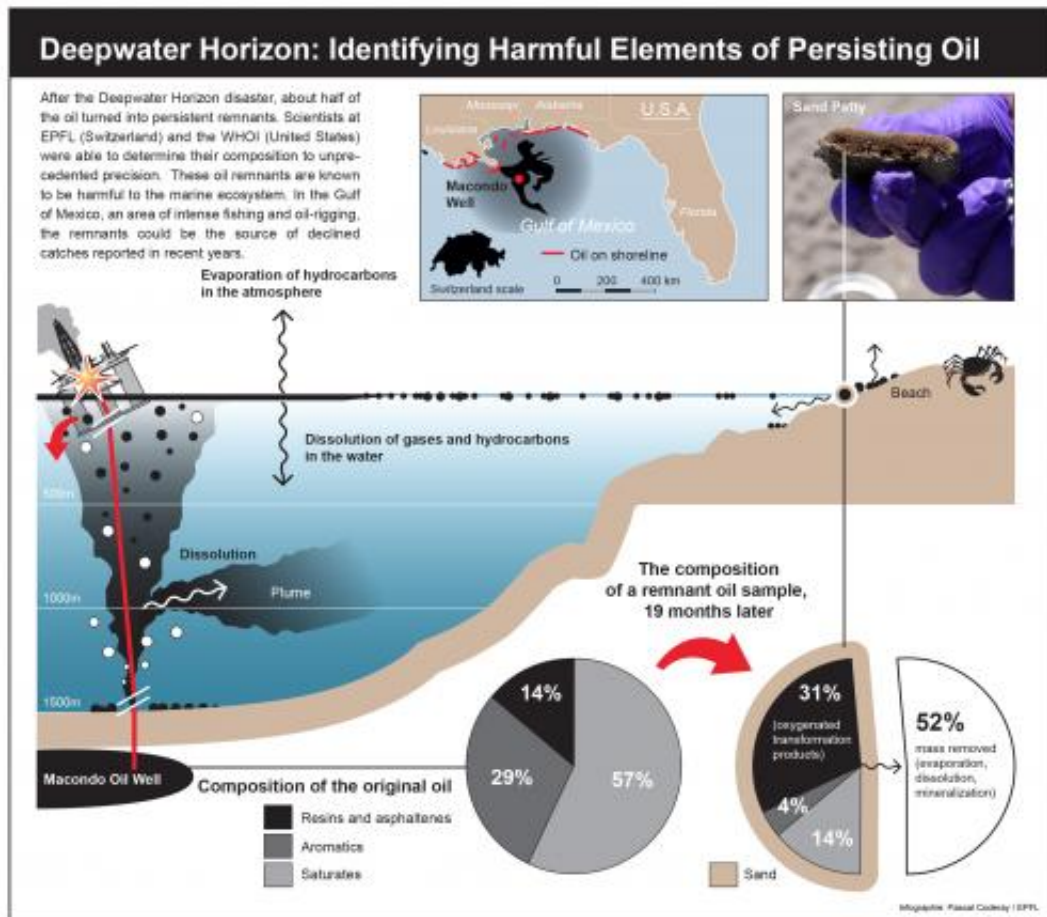 Deepwater Horizon: Identifying Harmful Elements of Persisting Oil
After the Deepwater Horizon disaster, about half of
the oil turned into persistent remnants. Scientists at
EPFL (Switzerland) and the WHOI (United States)
were able to determine their composition to unpre-
cedented precision. These oil remnants are known
to be harmful to the marine ecosystem. In the Gulf
of Mexico, an area of intense fishing and oil-rigging,
the remnants could be the source of declined
catches reported in recent years.
Mississipi Alabama
U.S.A.
Louisiana
Macondo
Well
Florida
Gulf of Mexico
Oil on shoreline
Switzerland scale
0 200 400 km
Sand Patty
Evaporation of hydrocarbons
in the atmosphere
Beach
Dissolution of gases and hydrocarbons
in the water
500m
Dissolution
Plume
1000m
1500m
The composition
of a remnant oil sample,
19 months later
Macondo Oil Well
Composition of the original oil
Resins and asphaltenes
Aromatics
Saturates
14%
29%
57%
31%
(oxygenated
transformation
products)
4%
14%
52%
mass removed
(evaporation,
dissolution,
mineralization)
Sand
Infographie: Pascal Coderay / EPFL